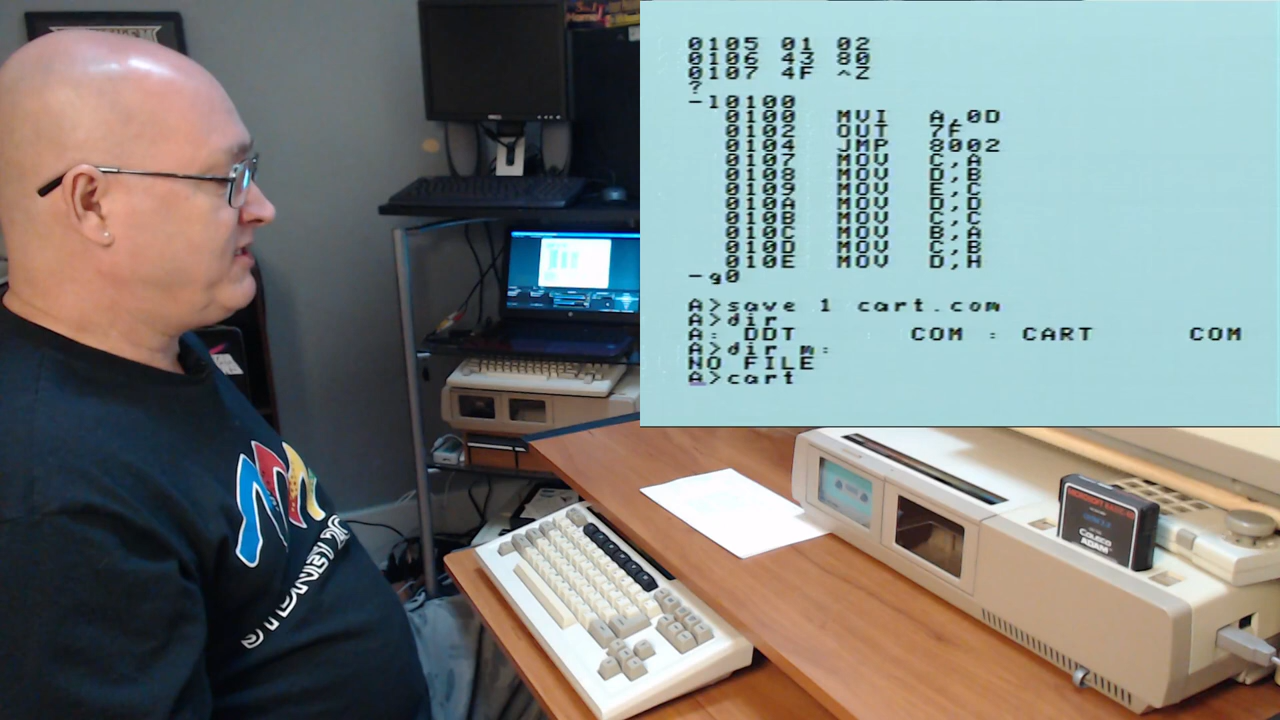 0105 01 02
0106 43 80
0107 4F ^Z
?
-l0100
0100 MVI A,0D
0102 OUT 7F
0104 JMP 8002
0107 MOV C,A
0108 MOV D,B
0109 MOV E,C
010A MOV D,D
010B MOV C,C
010C MOV B,A
010D MOV C,B
010E MOV D,H
-g0
A>save 1 cart.com
A>dir
A: DDT COM : CART COM
A>dir m:
NO FILE
A>cart
COLECO
ADAM